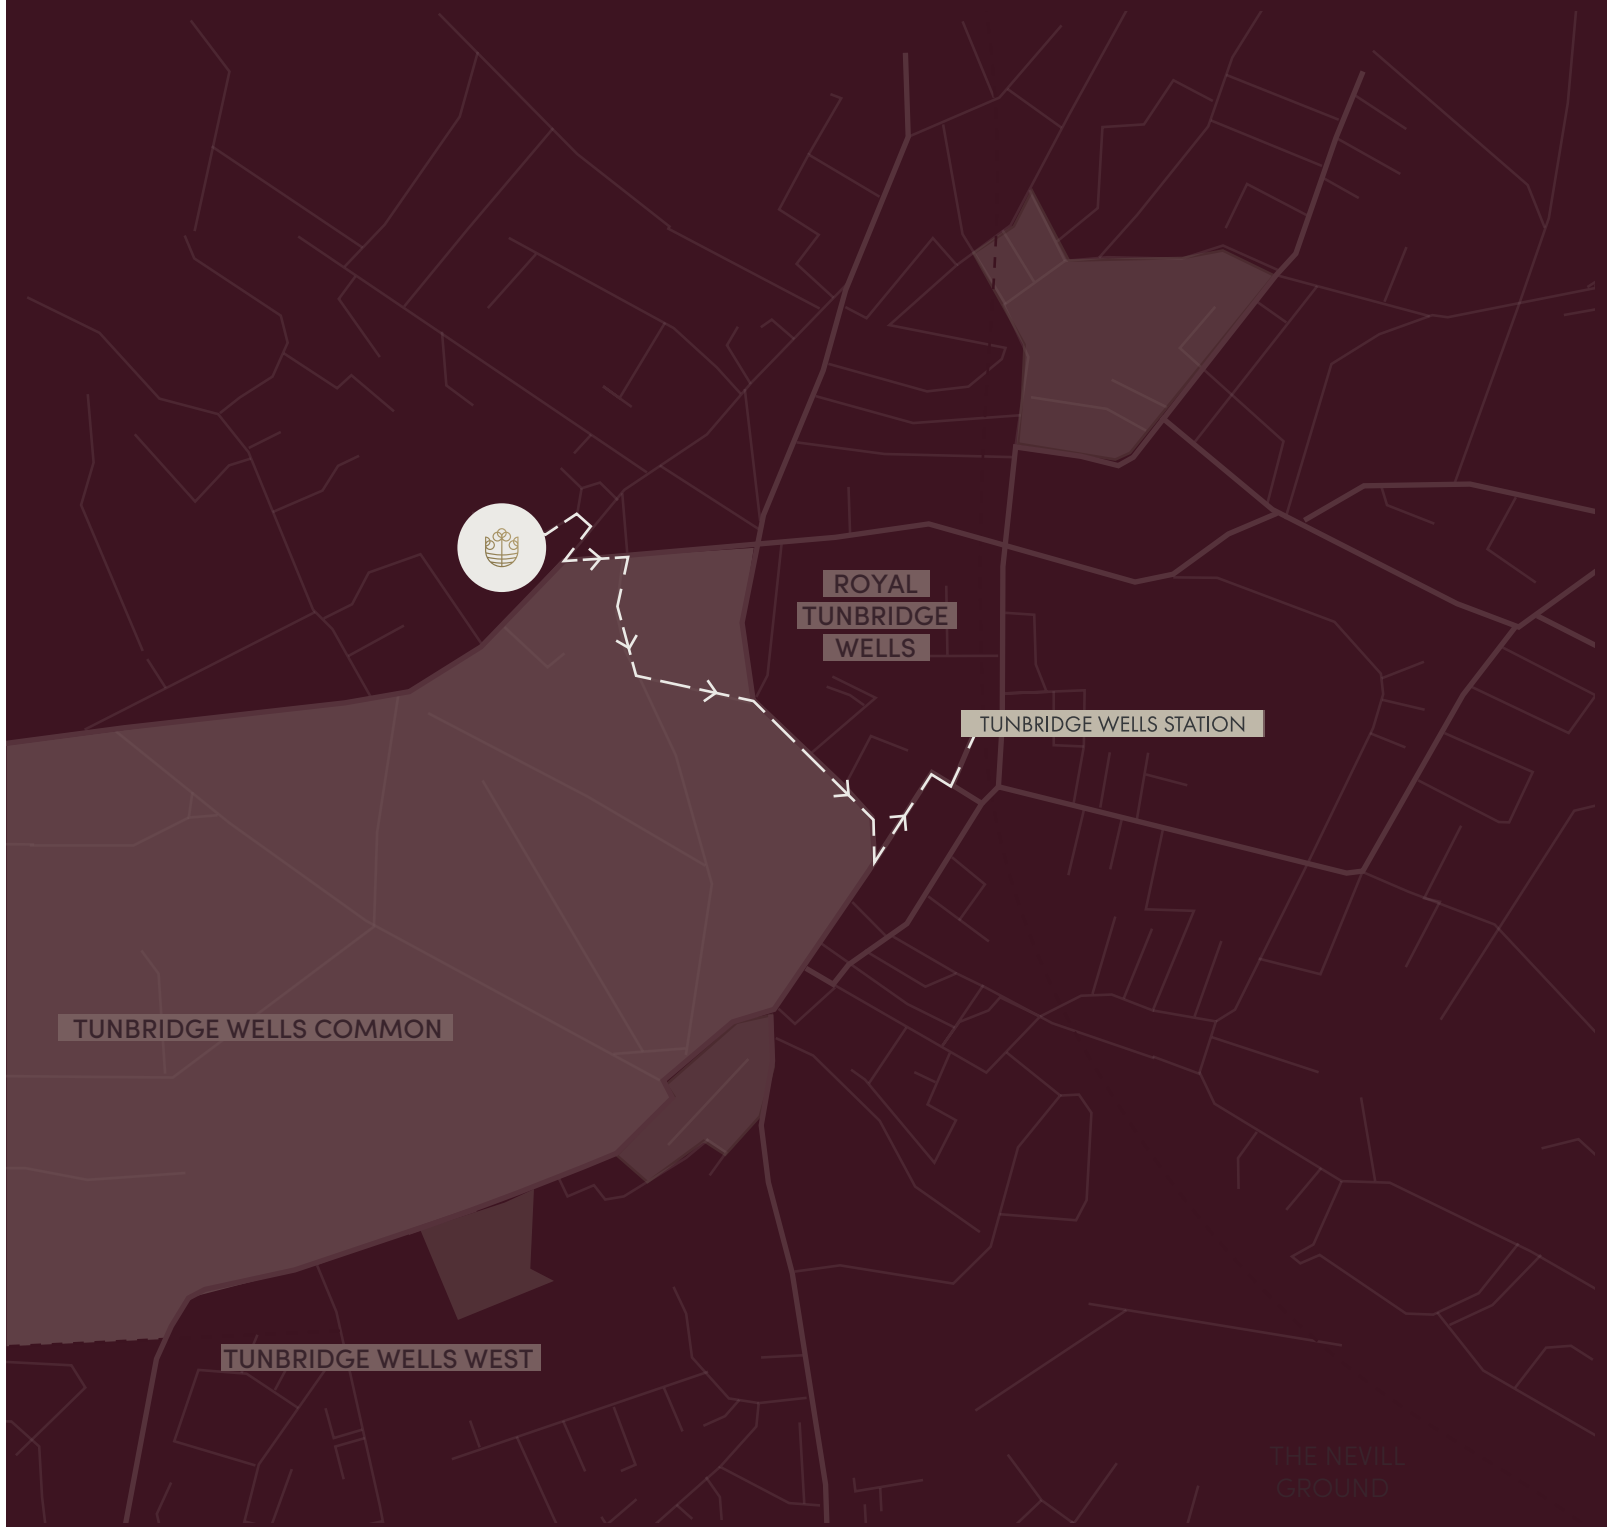 ROYAL
TUNBRIDGE
WELLS
TUNBRIDGE WELLS STATION
TUNBRIDGE WELLS COMMON
TUNBRIDGE WELLS WEST
THE NEVILL
GROUND